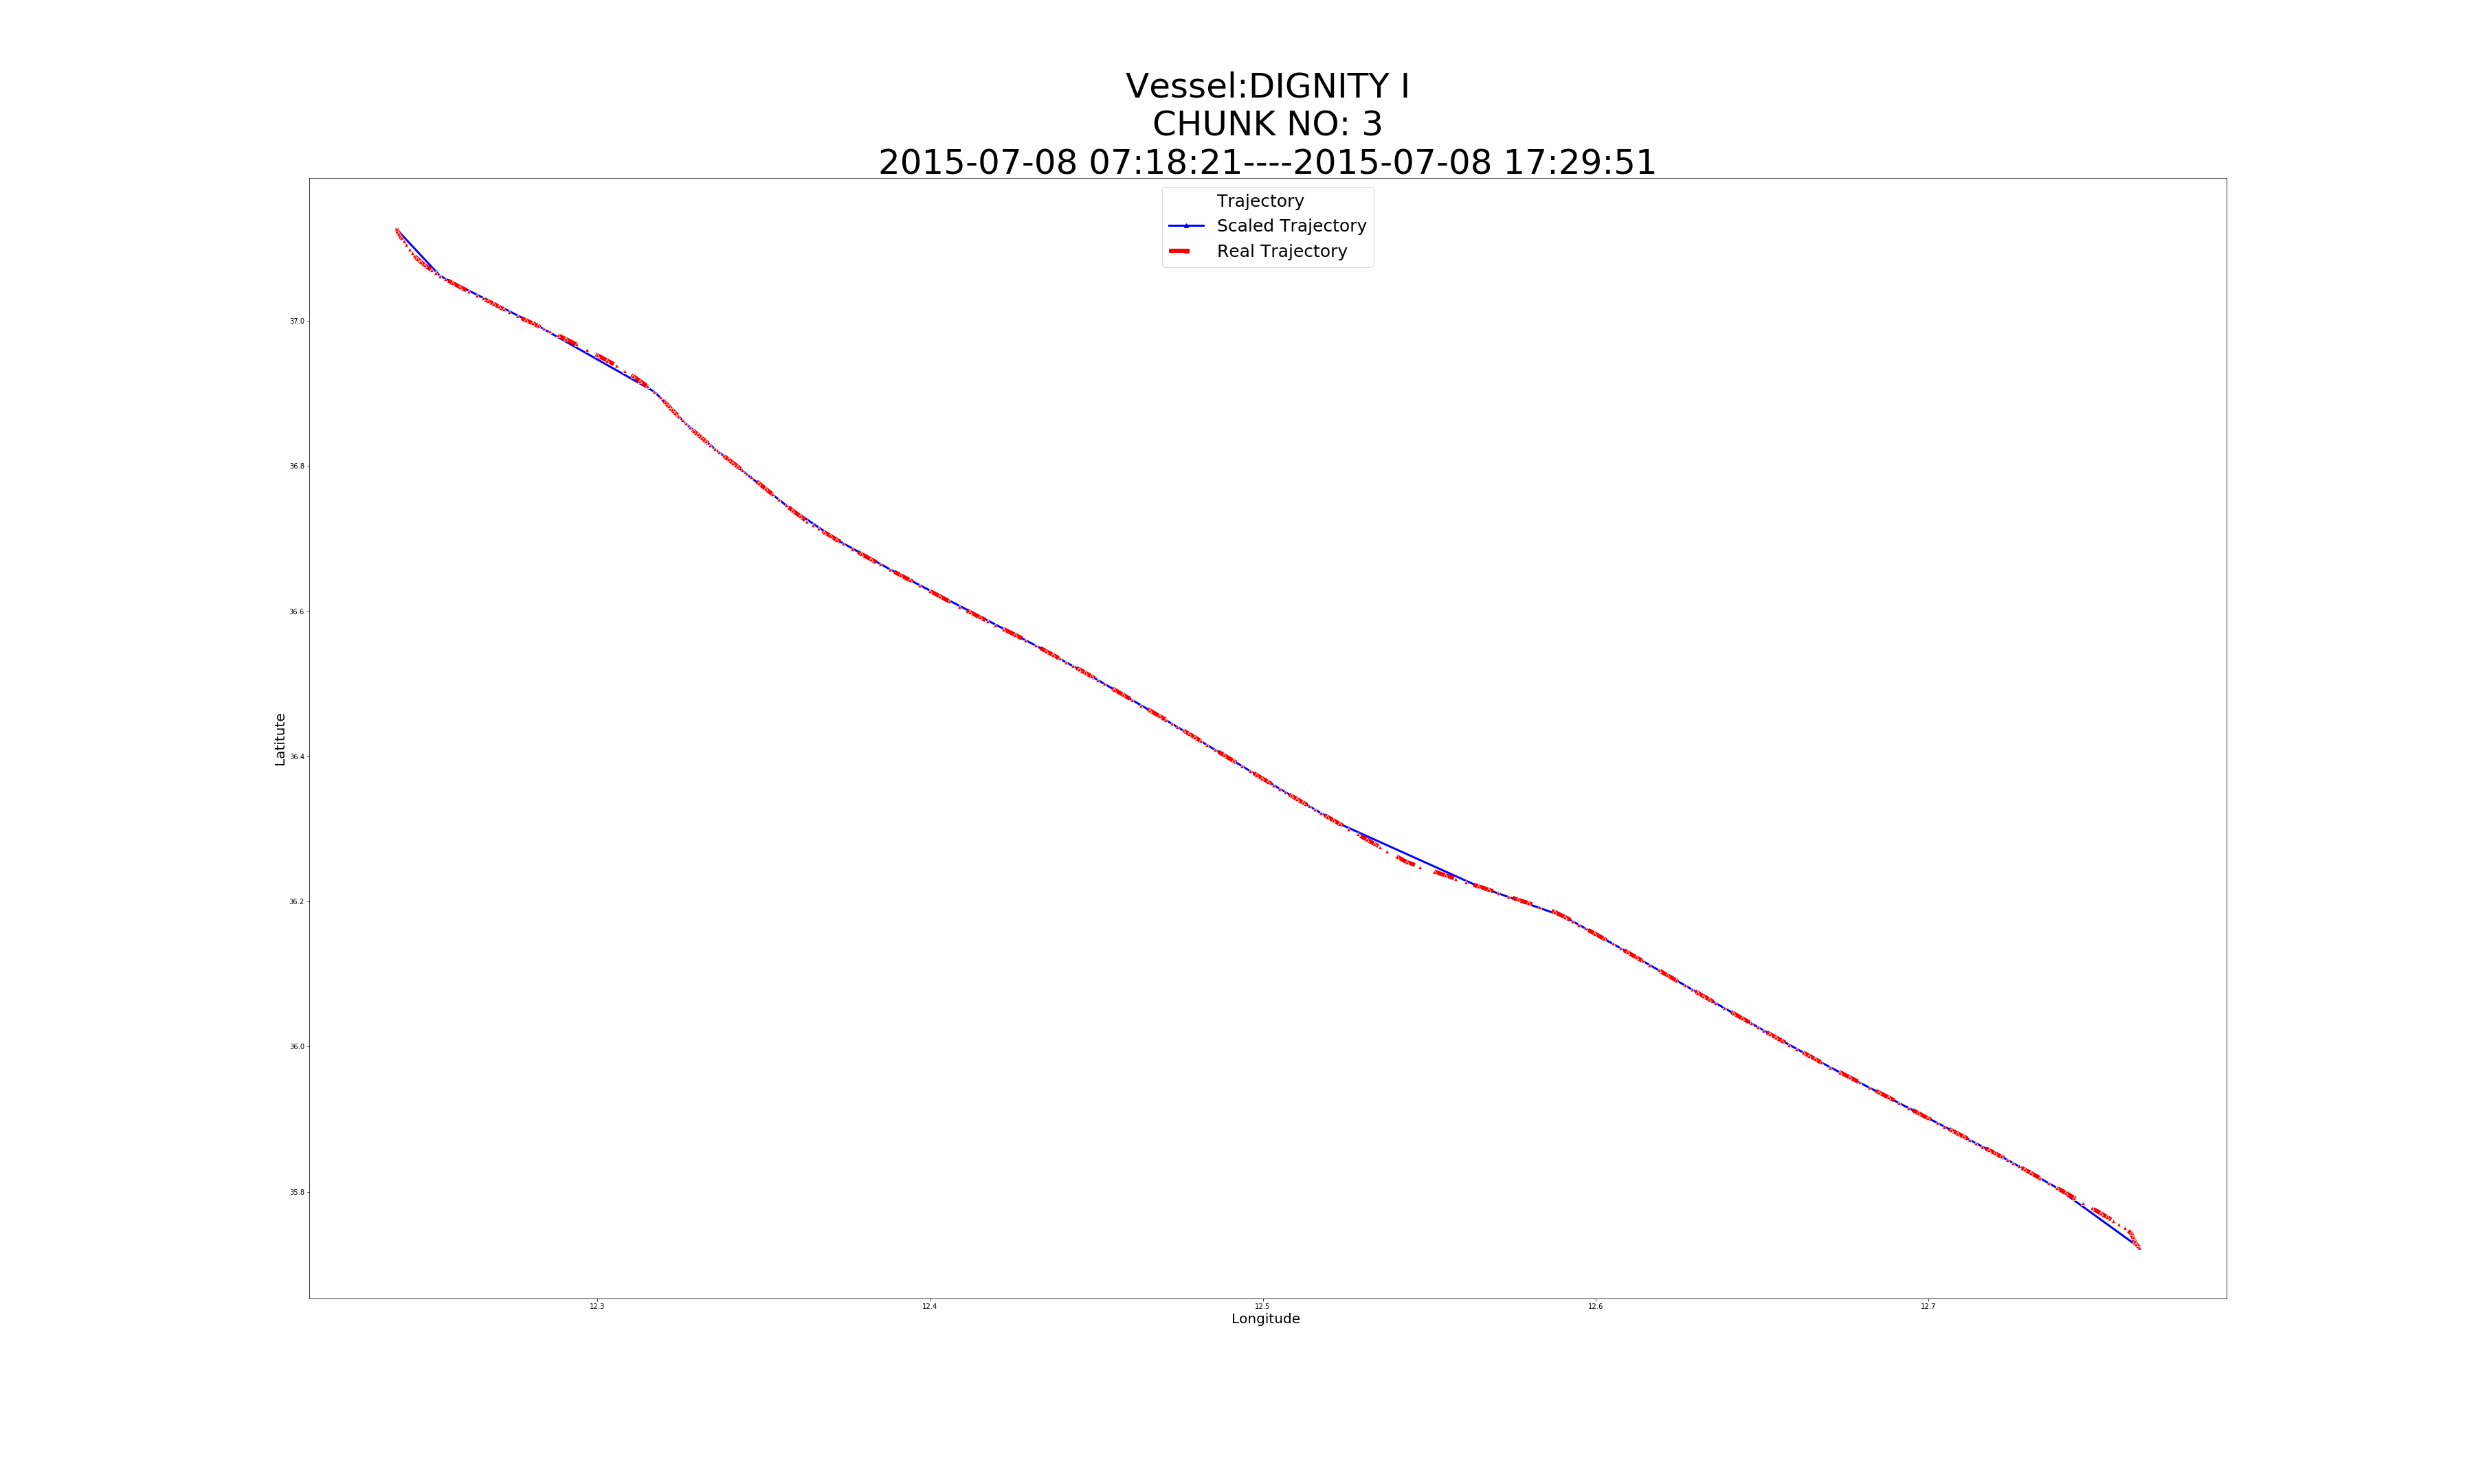 Vessel:DIGNITY I
CHUNK NO: 3
2015-07-08 07:18:21----2015-07-08 17:29:51
Trajectory
Scaled Trajectory
Real Trajectory
37.0
36.8
36.6
36.4
36.2
36.0
35.8
Latitute
12.3
12.4
12.5
12.6
12.7
Longitude